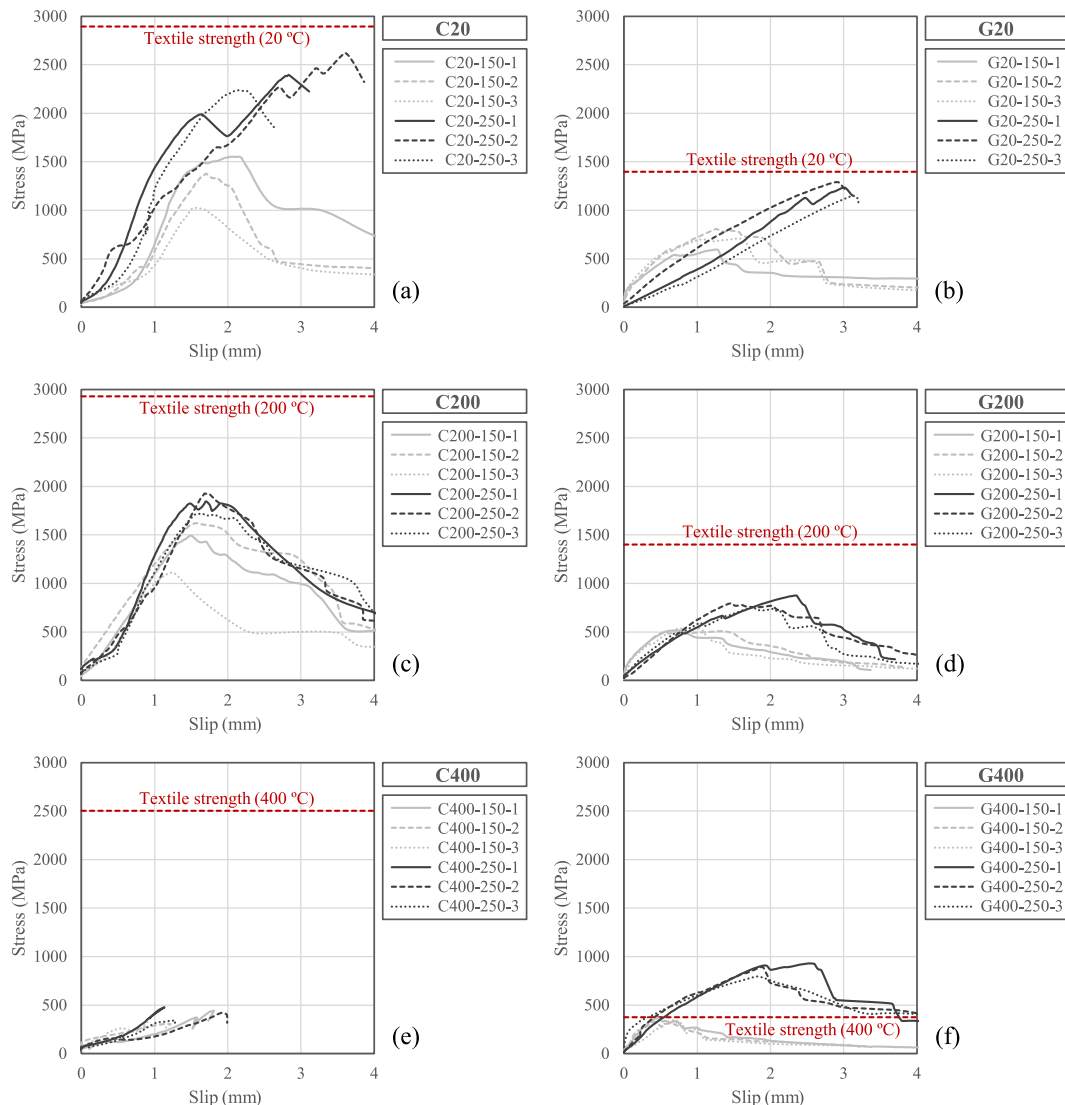 3000
2500
2000
1500
1000
500
0
Stress (MPa)
0 1 2 3 4
Slip (mm)
Textile strength (20 ºC)
(a)
C20
C20-150-1
C20-150-2
C20-150-3
C20-250-1
C20-250-2
C20-250-3
3000
2500
2000
1500
1000
500
0
Stress (MPa)
0 1 2 3 4
Slip (mm)
Textile strength (20 ºC)
(b)
G20
G20-150-1
G20-150-2
G20-150-3
G20-250-1
G20-250-2
G20-250-3
3000
2500
2000
1500
1000
500
0
Stress (MPa)
0 1 2 3 4
Slip (mm)
Textile strength (200 ºC)
(c)
C200
C200-150-1
C200-150-2
C200-150-3
C200-250-1
C200-250-2
C200-250-3
3000
2500
2000
1500
1000
500
0
Stress (MPa)
0 1 2 3 4
Slip (mm)
Textile strength (200 ºC)
(d)
G200
G200-150-1
G200-150-2
G200-150-3
G200-250-1
G200-250-2
G200-250-3
3000
2500
2000
1500
1000
500
0
Stress (MPa)
0 1 2 3 4
Slip (mm)
Textile strength (400 ºC)
(e)
C400
C400-150-1
C400-150-2
C400-150-3
C400-250-1
C400-250-2
C400-250-3
3000
2500
2000
1500
1000
500
0
Stress (MPa)
0 1 2 3 4
Slip (mm)
Textile strength (400 ºC)
(f)
G400
G400-150-1
G400-150-2
G400-150-3
G400-250-1
G400-250-2
G400-250-3